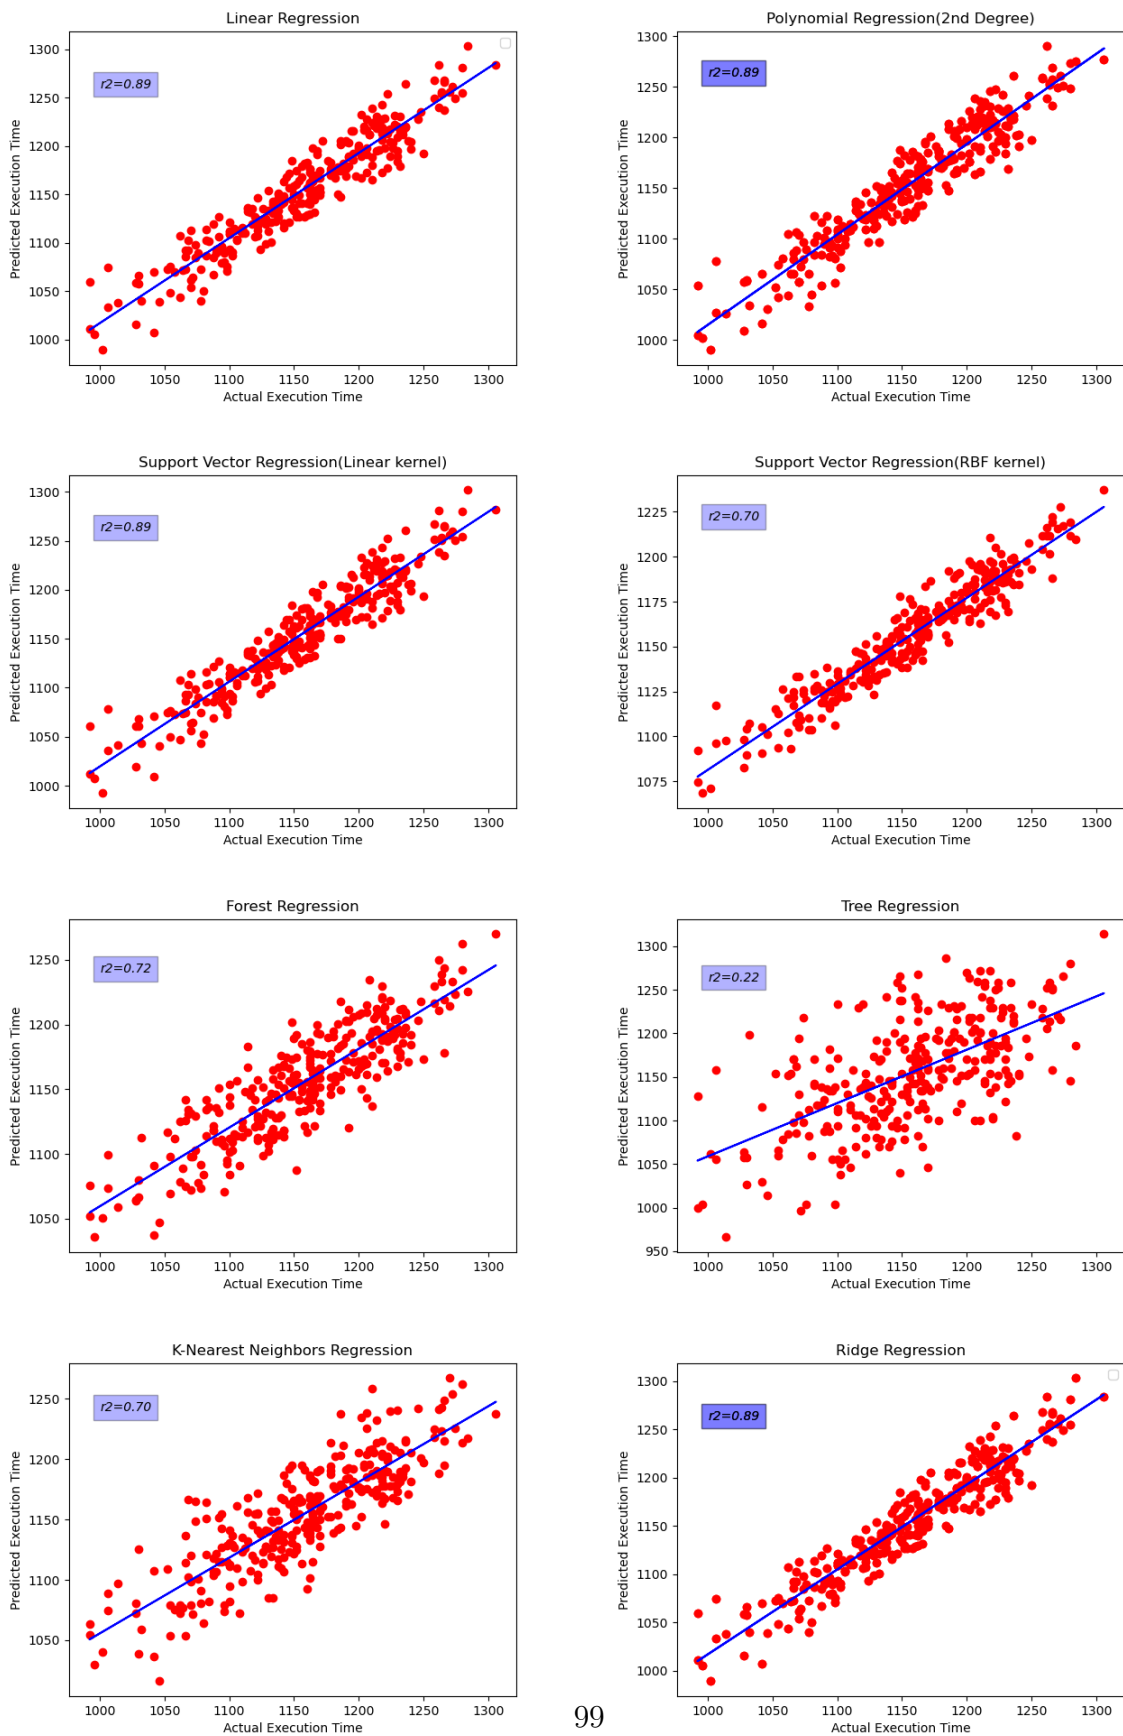 Linear Regression
r2=0.89
Predicted Execution Time
1300
1250
1200
1150
1100
1050
1000
1000 1050 1100 1150 1200 1250 1300
Actual Execution Time
Polynomial Regression(2nd Degree)
r2=0.89
Predicted Execution Time
1300
1250
1200
1150
1100
1050
1000
1000 1050 1100 1150 1200 1250 1300
Actual Execution Time
Support Vector Regression(Linear kernel)
r2=0.89
Predicted Execution Time
1300
1250
1200
1150
1100
1050
1000
1000 1050 1100 1150 1200 1250 1300
Actual Execution Time
Support Vector Regression(RBF kernel)
r2=0.70
Predicted Execution Time
1225
1200
1175
1150
1125
1100
1075
1000 1050 1100 1150 1200 1250 1300
Actual Execution Time
Forest Regression
r2=0.72
Predicted Execution Time
1250
1200
1150
1100
1050
1000 1050 1100 1150 1200 1250 1300
Actual Execution Time
Tree Regression
r2=0.22
Predicted Execution Time
1300
1250
1200
1150
1100
1050
1000
950
1000 1050 1100 1150 1200 1250 1300
Actual Execution Time
K-Nearest Neighbors Regression
r2=0.70
Predicted Execution Time
1250
1200
1150
1100
1050
1000 1050 1100 1150 1200 1250 1300
Actual Execution Time
Ridge Regression
r2=0.89
Predicted Execution Time
1300
1250
1200
1150
1100
1050
1000
1000 1050 1100 1150 1200 1250 1300
Actual Execution Time
99